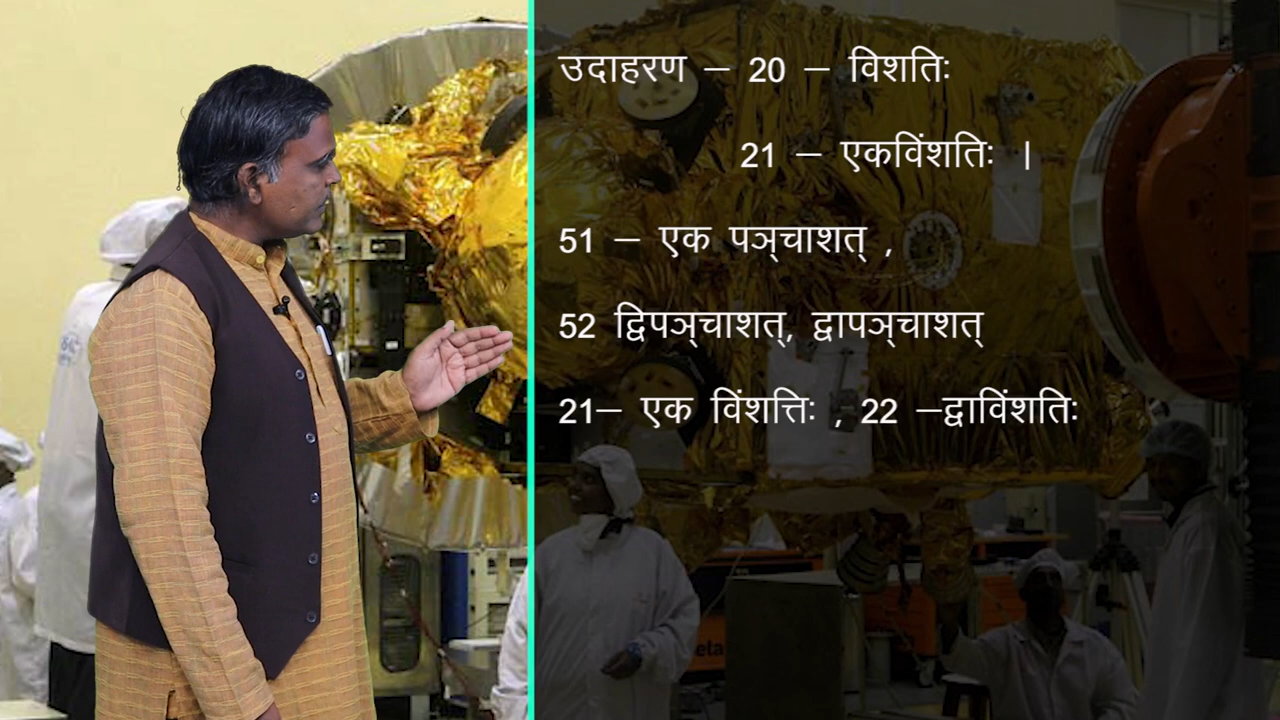 उदाहरण – 20 – विशतिः
21 – एकविंशतिः ।
51 – एक पञ्चाशत् ,
52 द्विपञ्चाशत्, द्वापञ्चाशत्
21– एक विंशत्तिः , 22 –द्वाविंशतिः